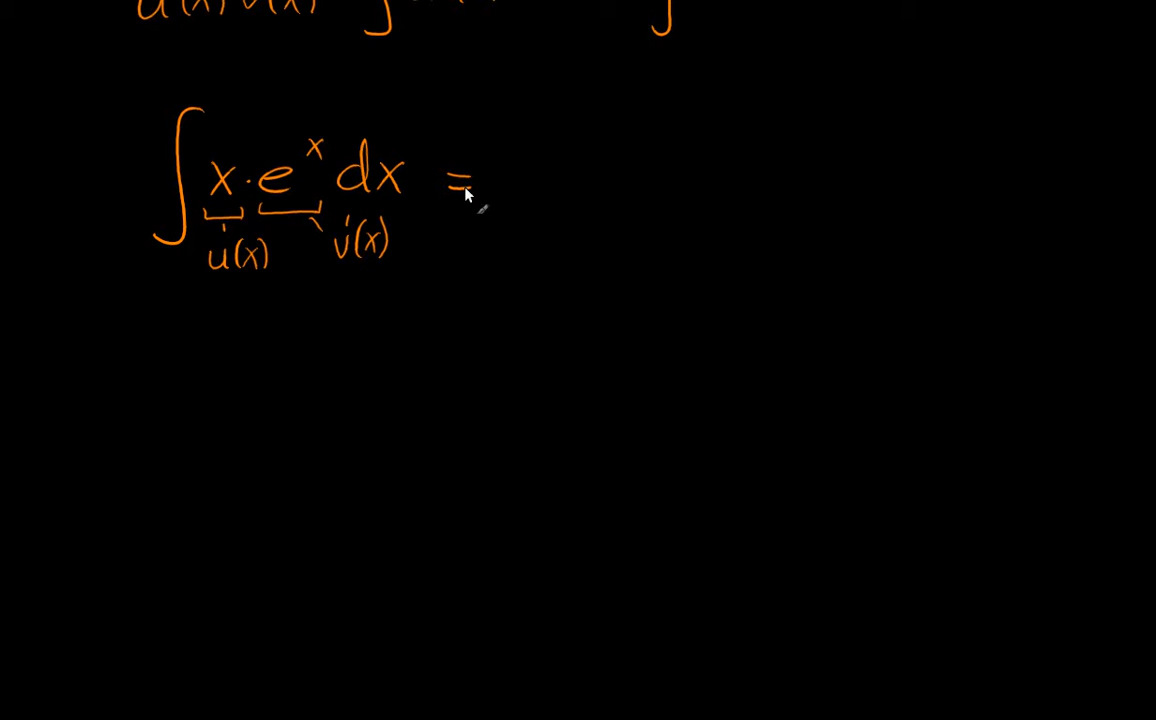 u(x) v(x)
∫ x · e^x dx =
u(x) v'(x)